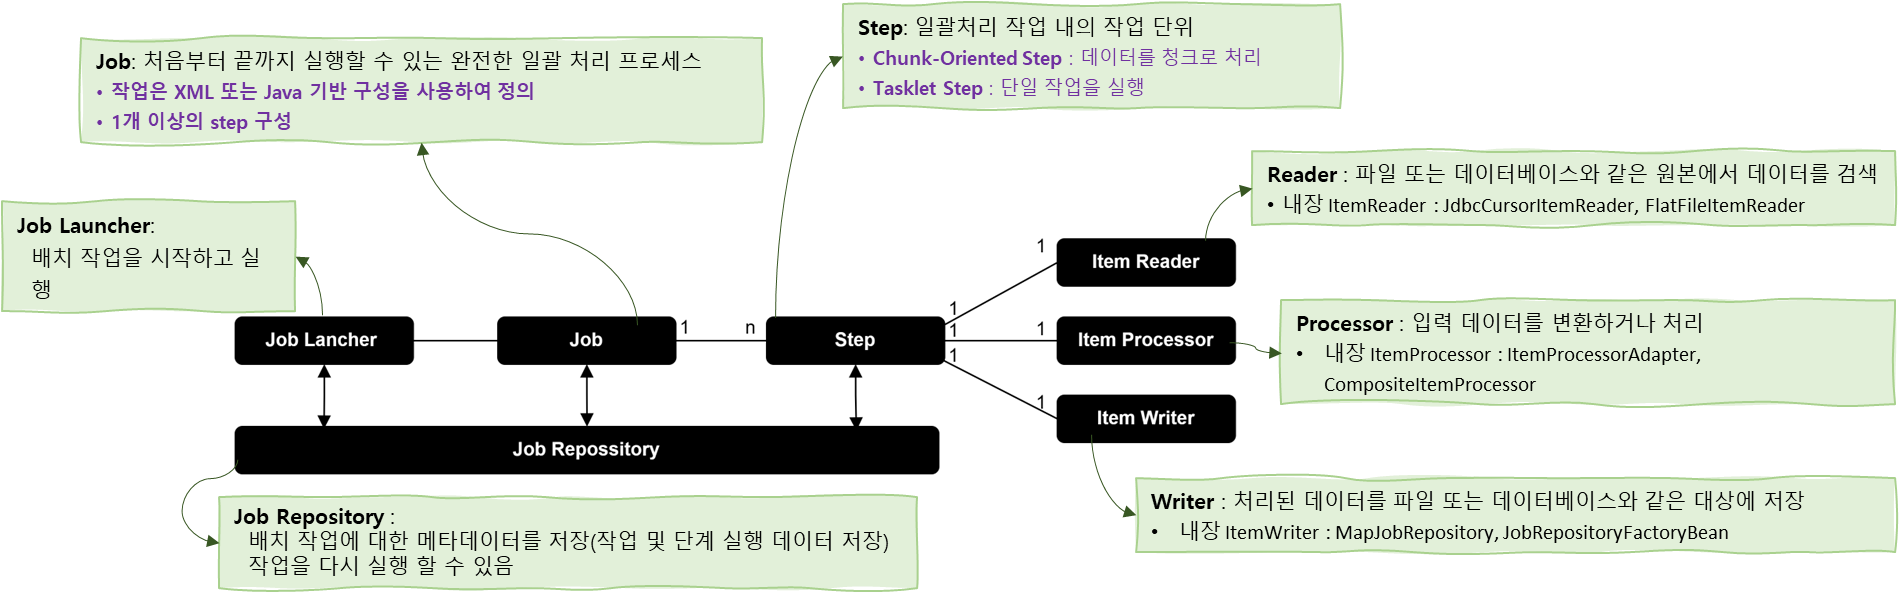 Step: 일괄처리 작업 내의 작업 단위
• Chunk-Oriented Step : 데이터를 청크로 처리
• Tasklet Step : 단일 작업을 실행
Job: 처음부터 끝까지 실행할 수 있는 완전한 일괄 처리 프로세스
• 작업은 XML 또는 Java 기반 구성을 사용하여 정의
• 1개 이상의 step 구성
Reader : 파일 또는 데이터베이스와 같은 원본에서 데이터를 검색
• 내장 ItemReader : JdbcCursorItemReader, FlatFileItemReader
Job Launcher:
배치 작업을 시작하고 실
행
1
Item Reader
1
Processor : 입력 데이터를 변환하거나 처리
• 내장 ItemProcessor : ItemProcessorAdapter,
CompositeItemProcessor
Job Lancher
Job
1
n
Step
1
1
Item Processor
1
1
Item Writer
Job Repossitory
Writer : 처리된 데이터를 파일 또는 데이터베이스와 같은 대상에 저장
• 내장 ItemWriter : MapJobRepository, JobRepositoryFactoryBean
Job Repository :
배치 작업에 대한 메타데이터를 저장(작업 및 단계 실행 데이터 저장)
작업을 다시 실행 할 수 있음